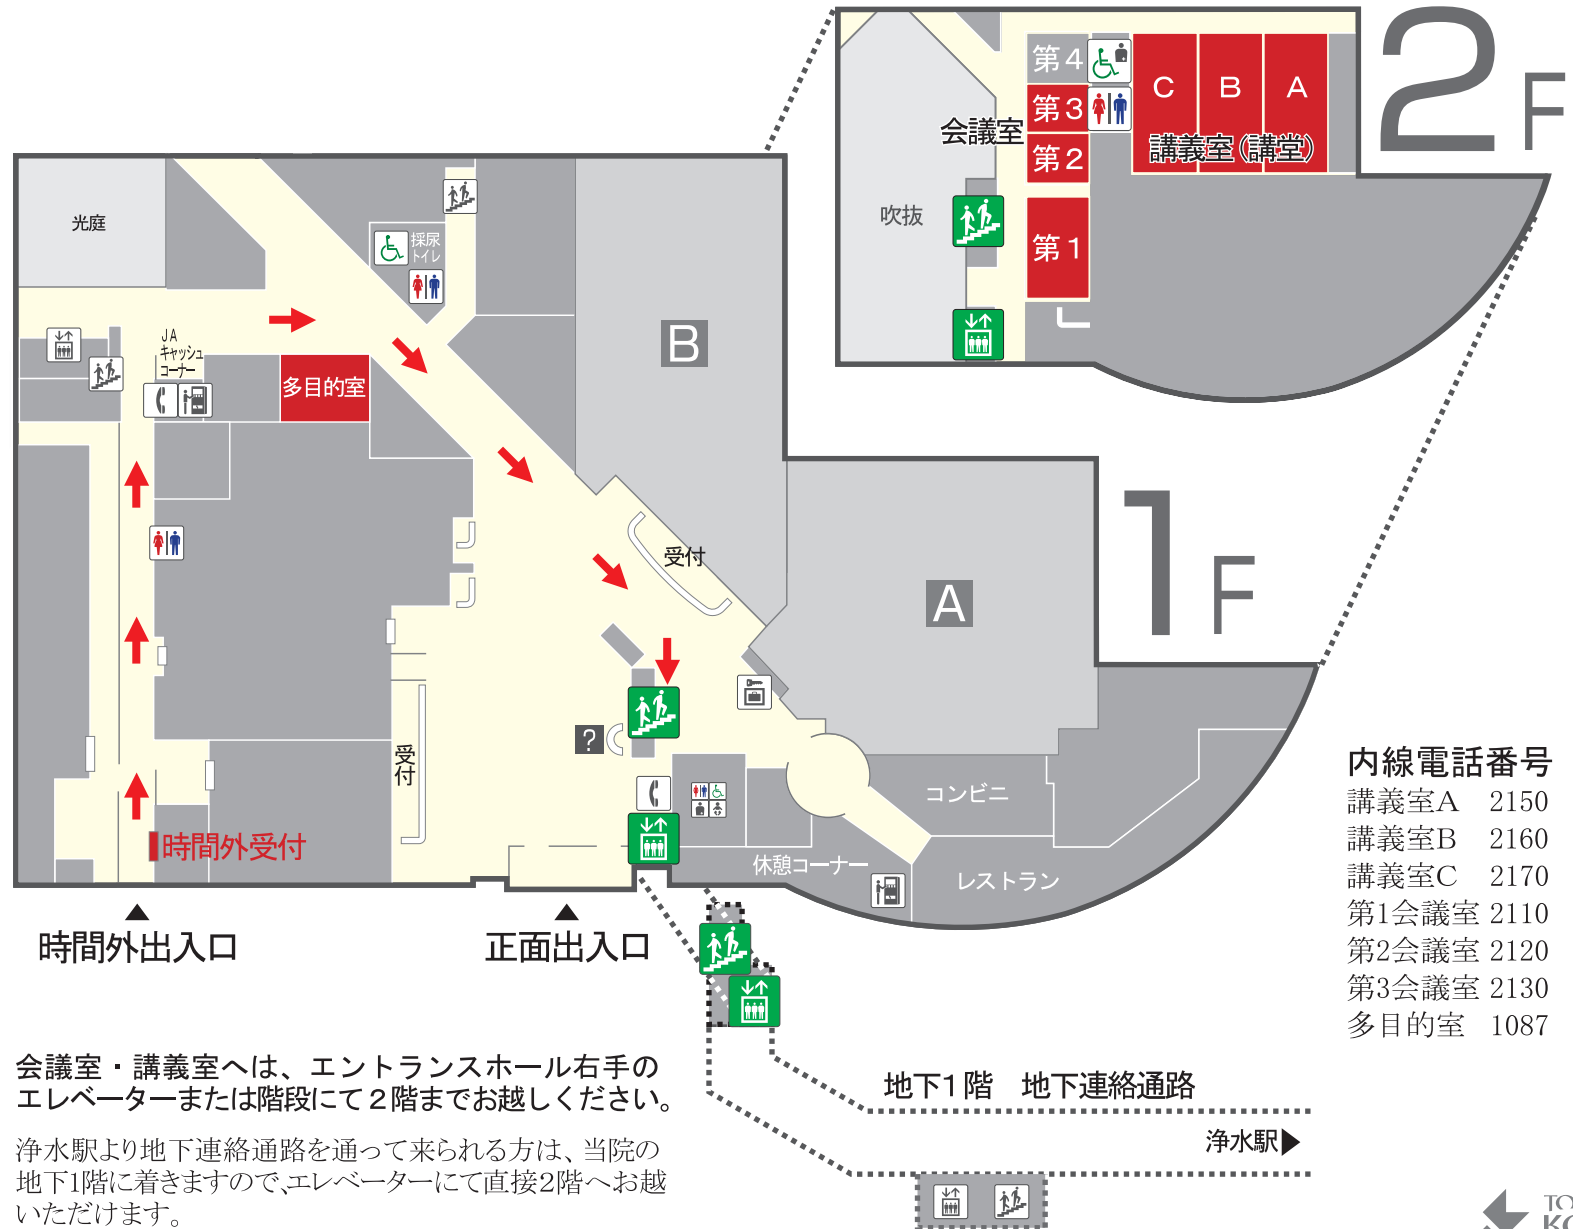 2F
第4
第3
第2
第1
会議室
C
B
A
講義室(講堂)
吹抜
光庭
採尿
トイレ
JA
キャッシュ
コーナー
多目的室
B
受付
A
1F
?
受付
時間外受付
コンビニ
休憩コーナー
レストラン
時間外出入口
正面出入口
内線電話番号
講義室A 2150
講義室B 2160
講義室C 2170
第1会議室 2110
第2会議室 2120
第3会議室 2130
多目的室 1087
会議室・講義室へは、エントランスホール右手の
エレベーターまたは階段にて2階までお越しください。
浄水駅より地下連絡通路を通って来られる方は、当院の
地下1階に着きますので、エレベーターにて直接2階へお越
いただけます。
地下1階 地下連絡通路
浄水駅▶